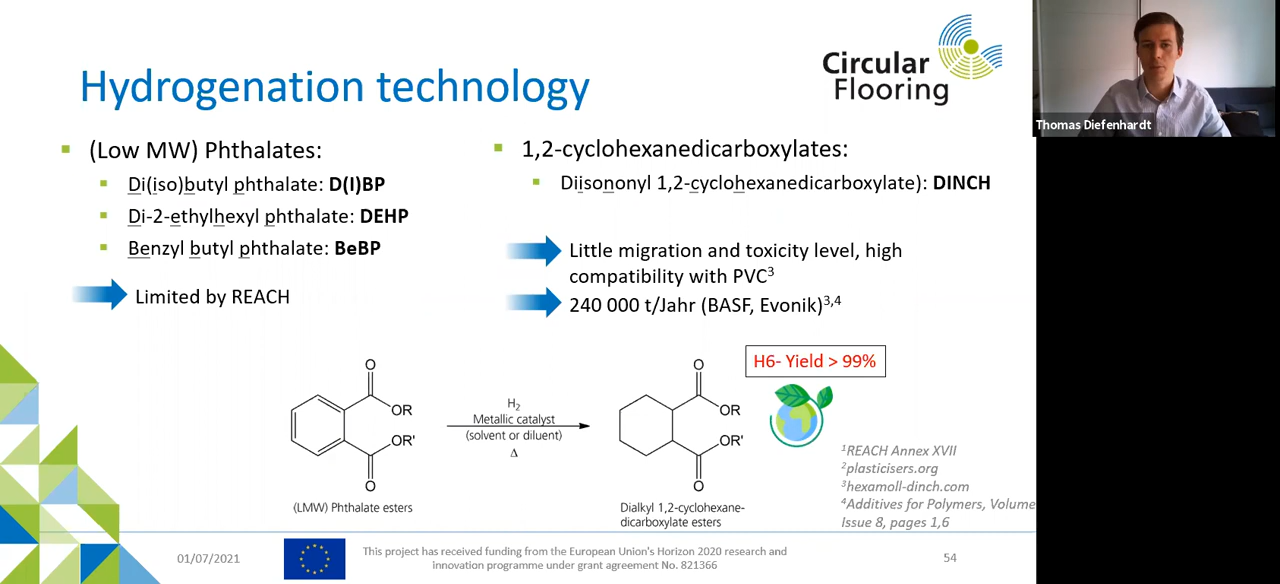 Circular
Flooring
Thomas Diefenhardt
Hydrogenation technology
(Low MW) Phthalates:
Di(iso)butyl phthalate: D(I)BP
Di-2-ethylhexyl phthalate: DEHP
Benzyl butyl phthalate: BeBP
Limited by REACH
1,2-cyclohexanedicarboxylates:
Diisononyl 1,2-cyclohexanedicarboxylate): DINCH
Little migration and toxicity level, high
compatibility with PVC³
240 000 t/Jahr (BASF, Evonik)³,⁴
H6- Yield > 99%
O
OR
OR'
O
H₂
Metallic catalyst
(solvent or diluent)
Δ
O
OR
OR'
O
(LMW) Phthalate esters
Dialkyl 1,2-cyclohexane-
dicarboxylate esters
¹REACH Annex XVII
²plasticisers.org
³hexamoll-dinch.com
⁴Additives for Polymers, Volume
Issue 8, pages 1,6
01/07/2021
This project has received funding from the European Union's Horizon 2020 research and
innovation programme under grant agreement No. 821366
54